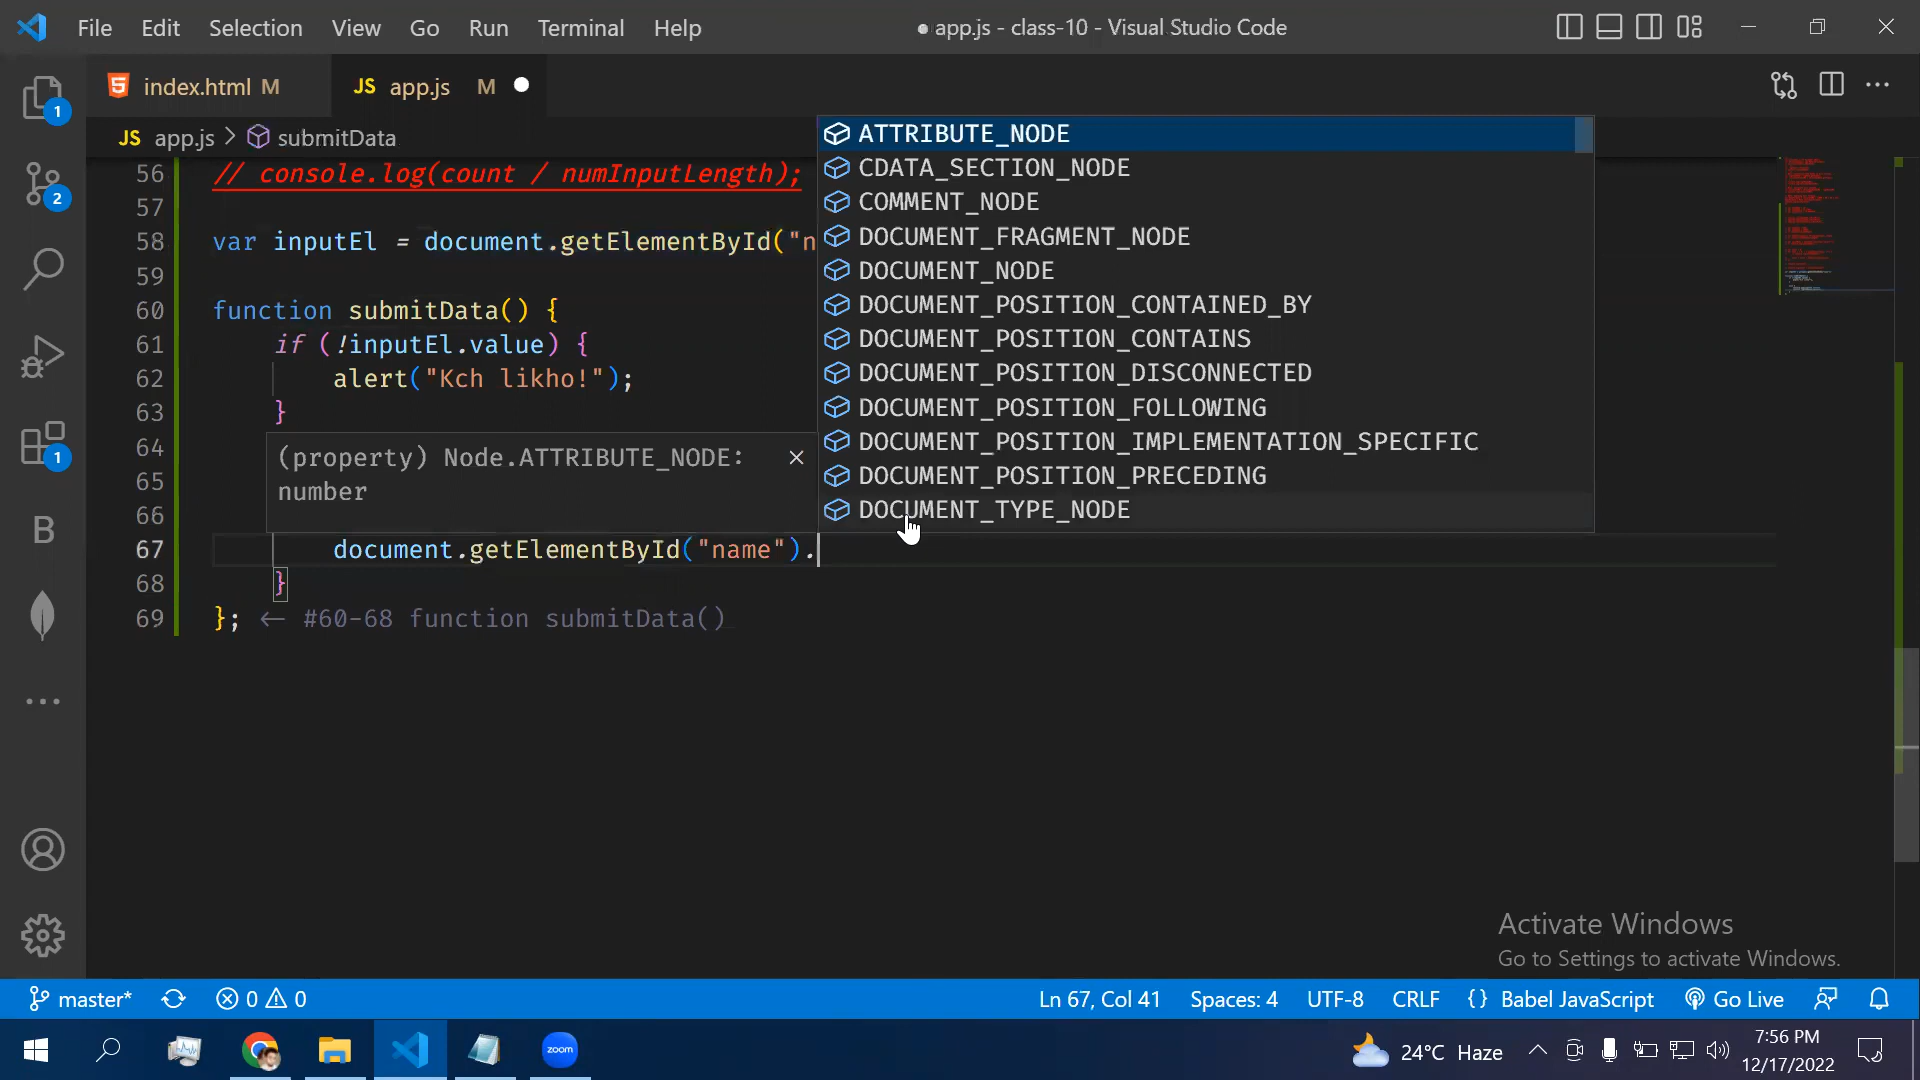 File Edit Selection View Go Run Terminal Help
● app.js - class-10 - Visual Studio Code
index.html M
JS app.js M
JS app.js > submitData
56 // console.log(count / numInputLength);
57
58 var inputEl = document.getElementById("n
59
60 function submitData() {
61 if (!inputEl.value) {
62 alert("Kch likho!");
63 }
64
65
66
67 document.getElementById("name").
68 }
69 }; ← #60-68 function submitData()
(property) Node.ATTRIBUTE_NODE:
number
ATTRIBUTE_NODE
CDATA_SECTION_NODE
COMMENT_NODE
DOCUMENT_FRAGMENT_NODE
DOCUMENT_NODE
DOCUMENT_POSITION_CONTAINED_BY
DOCUMENT_POSITION_CONTAINS
DOCUMENT_POSITION_DISCONNECTED
DOCUMENT_POSITION_FOLLOWING
DOCUMENT_POSITION_IMPLEMENTATION_SPECIFIC
DOCUMENT_POSITION_PRECEDING
DOCUMENT_TYPE_NODE
1
2
1
B
Activate Windows
Go to Settings to activate Windows.
master* 0 0
Ln 67, Col 41 Spaces: 4 UTF-8 CRLF {} Babel JavaScript Go Live
zoom
24°C Haze
7:56 PM
12/17/2022